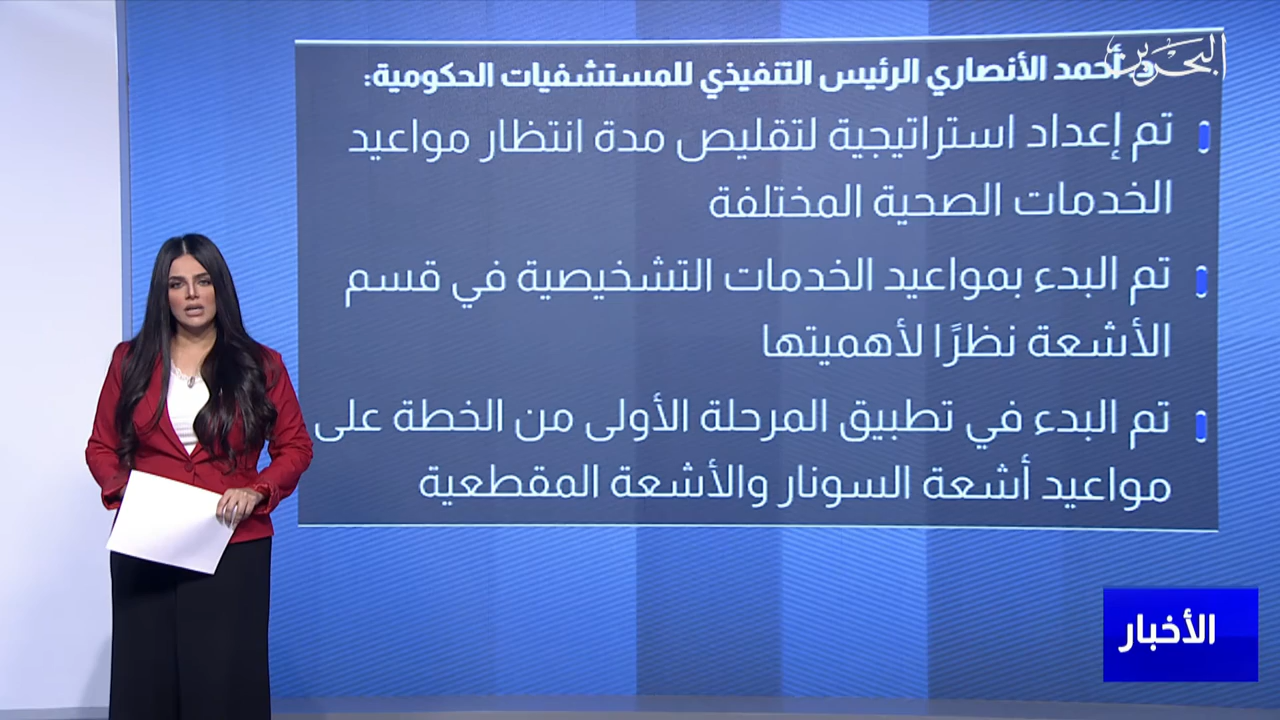 البحرين
أحمد الأنصاري الرئيس التنفيذي للمستشفيات الحكومية:
تم إعداد استراتيجية لتقليص مدة انتظار مواعيد
الخدمات الصحية المختلفة
تم البدء بمواعيد الخدمات التشخيصية في قسم
الأشعة نظرًا لأهميتها
تم البدء في تطبيق المرحلة الأولى من الخطة على
مواعيد أشعة السونار والأشعة المقطعية
الأخبار